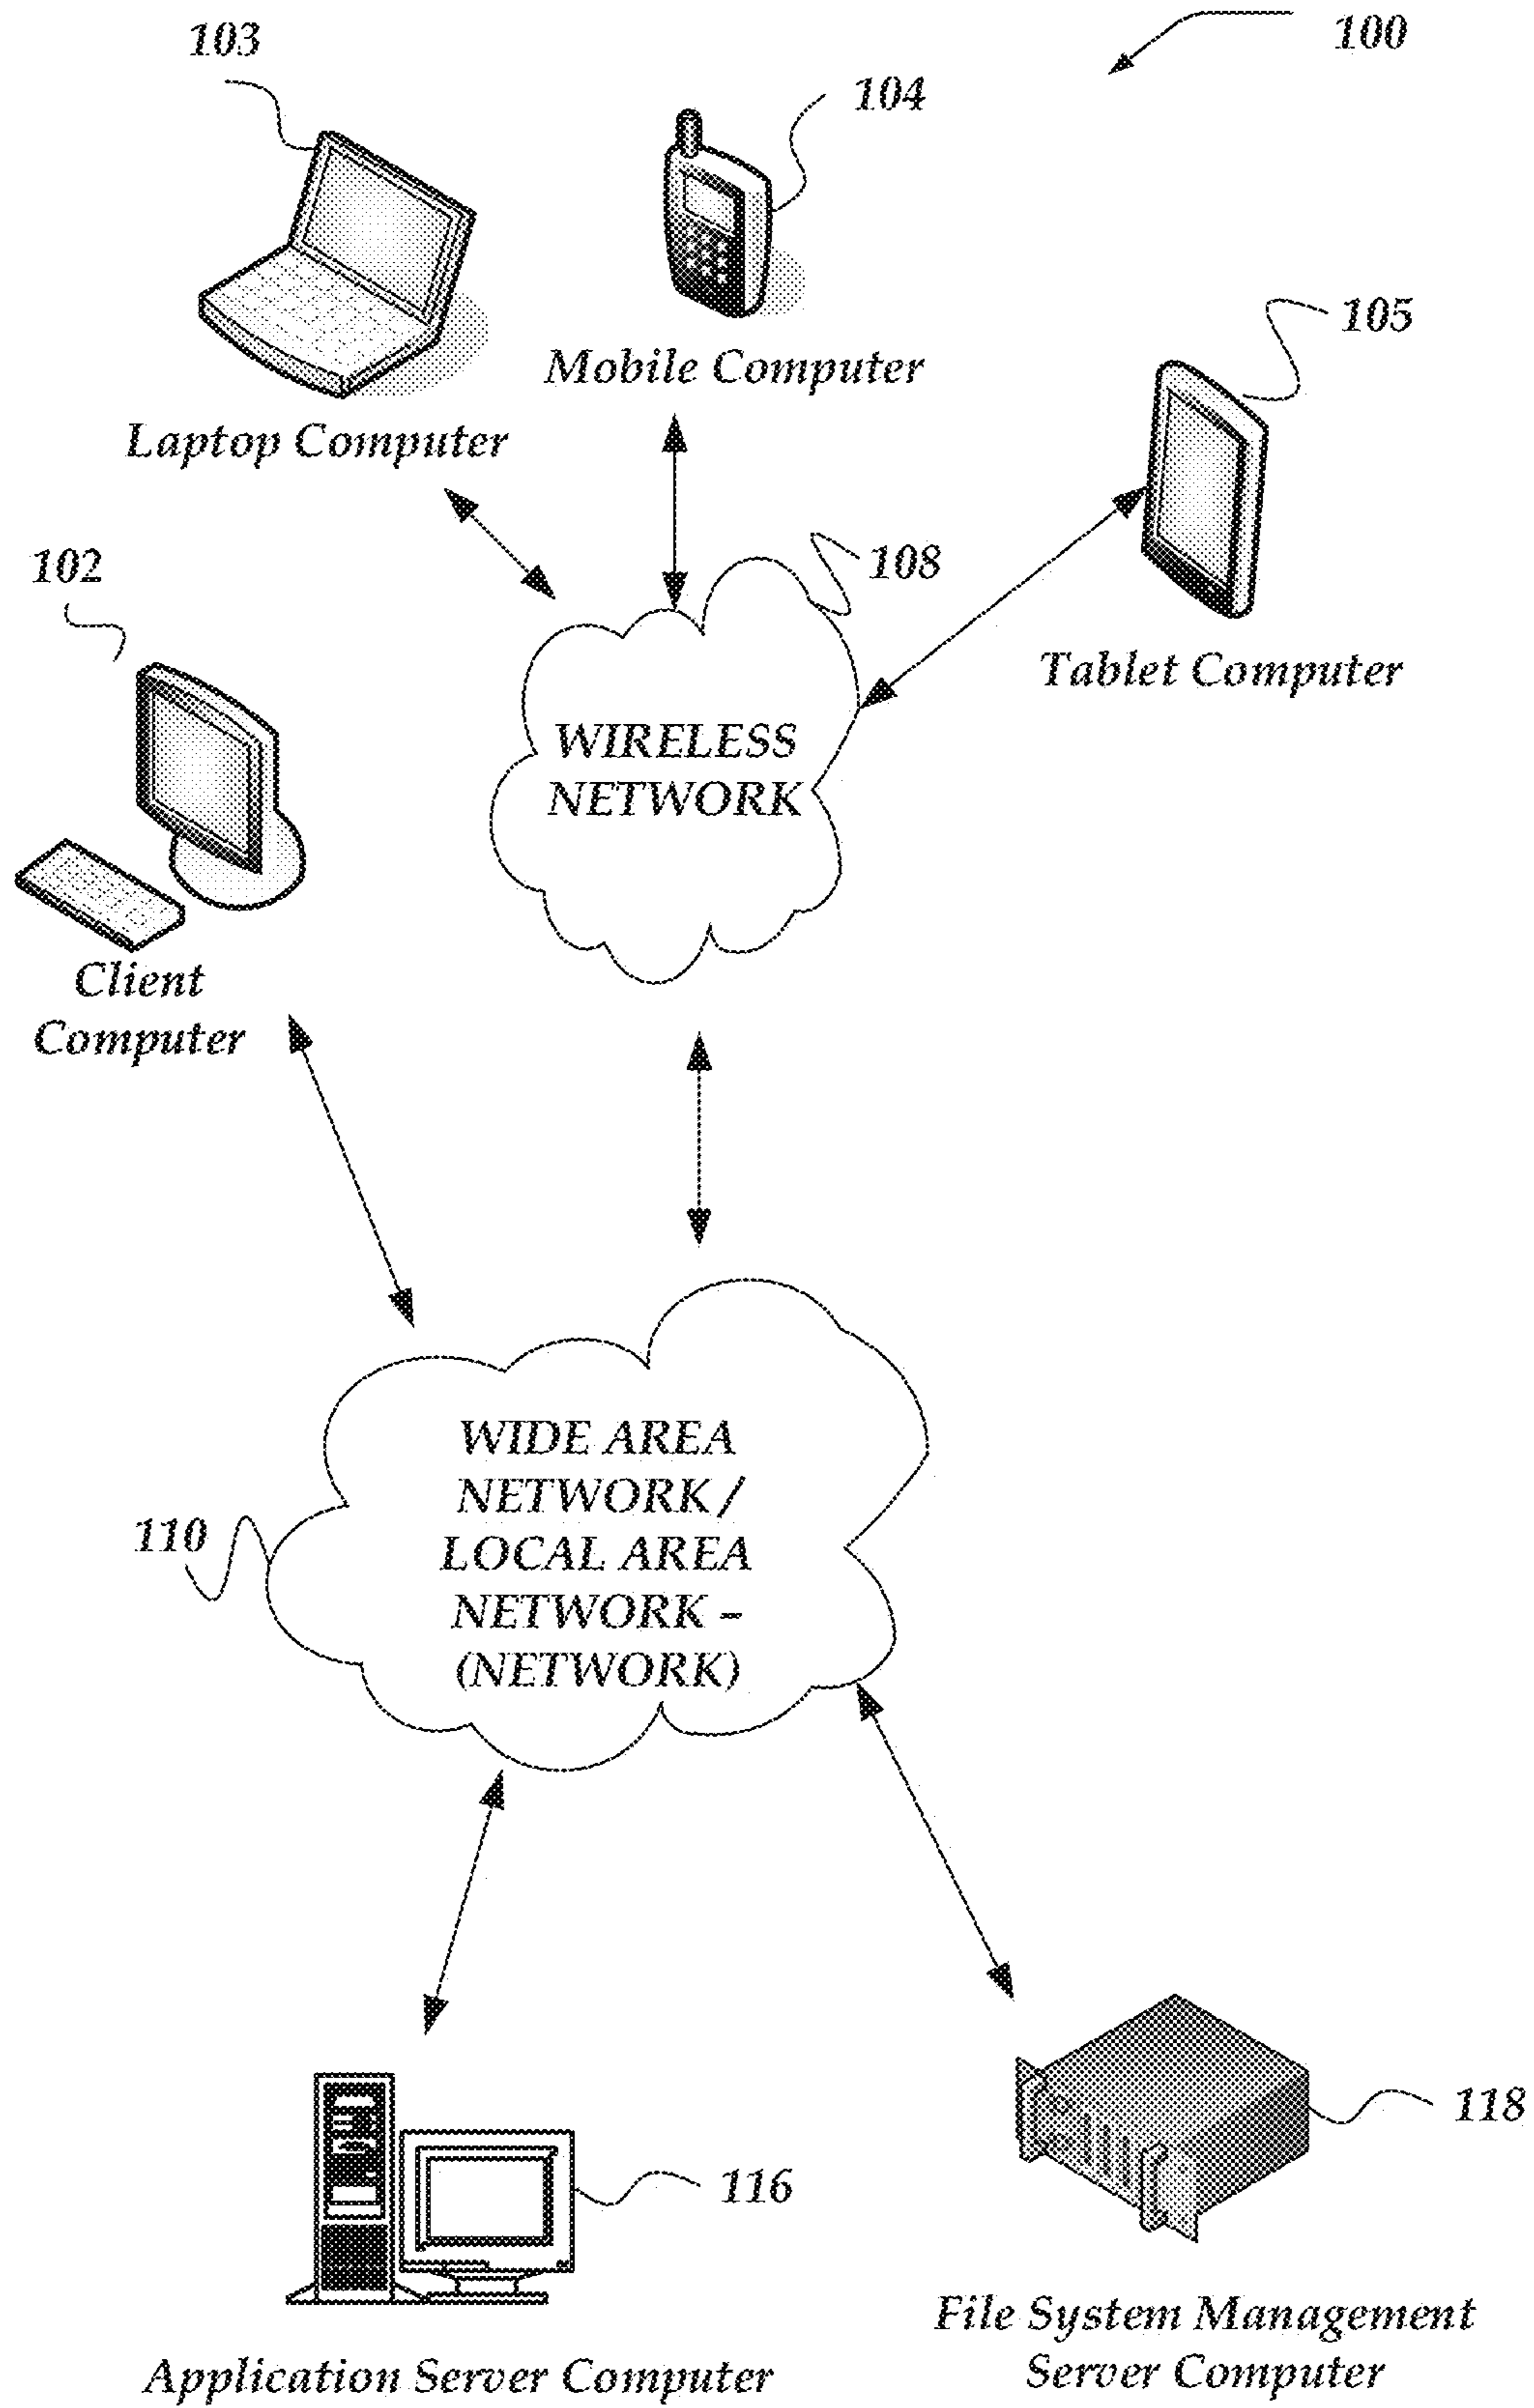 100
103
104
Mobile Computer
105
Laptop Computer
108
102
Tablet Computer
WIRELESS
NETWORK
Client
Computer
WIDE AREA
NETWORK /
LOCAL AREA
NETWORK –
(NETWORK)
110
118
116
File System Management
Server Computer
Application Server Computer